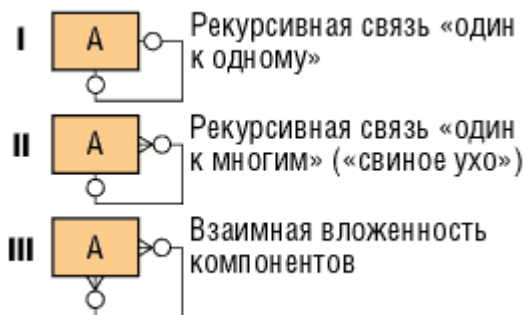 I
A
Рекурсивная связь «один
к одному»
II
A
Рекурсивная связь «один
к многим» («свиное ухо»)
III
A
Взаимная вложенность
компонентов